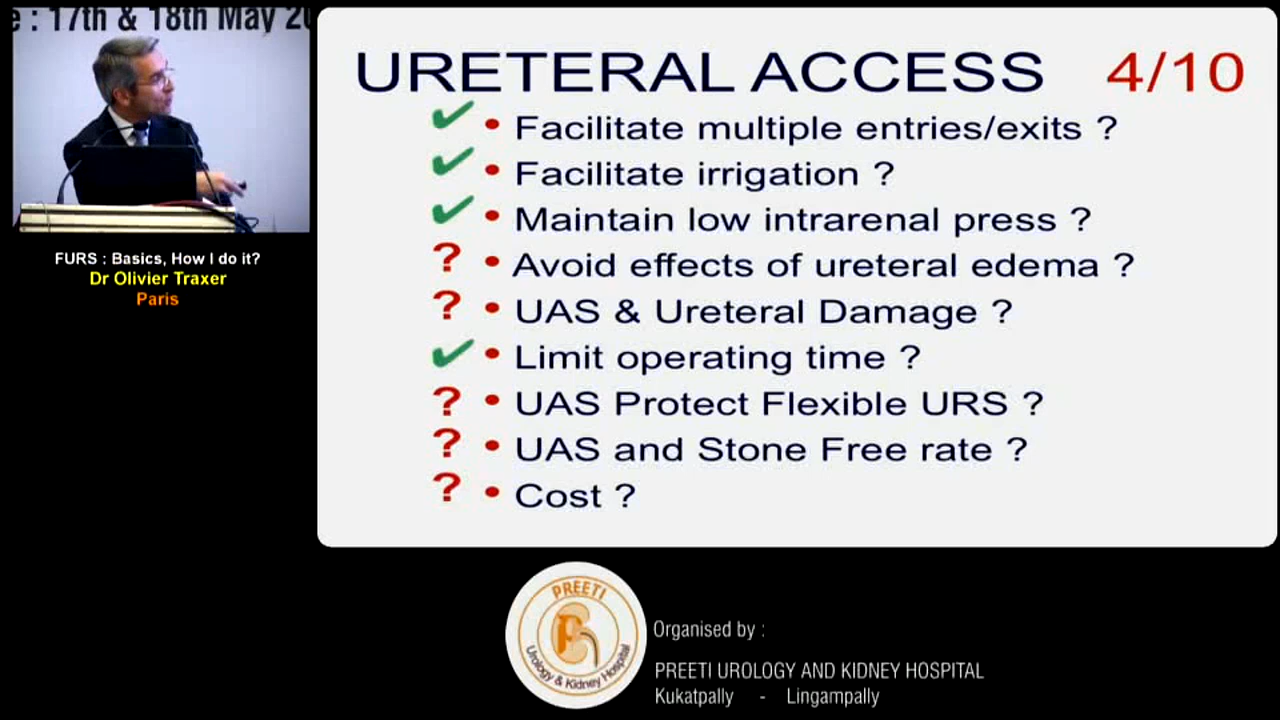 e : 17th & 18th May 20
FURS : Basics, How I do it?
Dr Olivier Traxer
Paris
URETERAL ACCESS 4/10
✔ • Facilitate multiple entries/exits ?
✔ • Facilitate irrigation ?
✔ • Maintain low intrarenal press ?
? • Avoid effects of ureteral edema ?
? • UAS & Ureteral Damage ?
✔ • Limit operating time ?
? • UAS Protect Flexible URS ?
? • UAS and Stone Free rate ?
? • Cost ?
PREETI
Urology & Kidney Hospital
Organised by :
PREETI UROLOGY AND KIDNEY HOSPITAL
Kukatpally - Lingampally